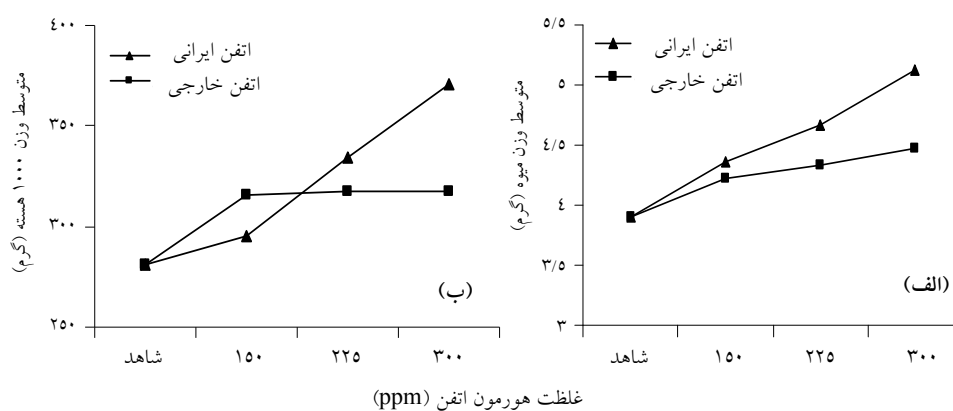 ۵/۵
۵
۴/۵
۴
۳/۵
۳
متوسط وزن میوه (گرم)
اتفن ایرانی
اتفن خارجی
(الف)
شاهد ۱۵۰ ۲۲۵ ۳۰۰
۴۰۰
۳۵۰
۳۰۰
۲۵۰
متوسط وزن ۱۰۰۰ هسته (گرم)
اتفن ایرانی
اتفن خارجی
(ب)
شاهد ۱۵۰ ۲۲۵ ۳۰۰
غلظت هورمون اتفن (ppm)